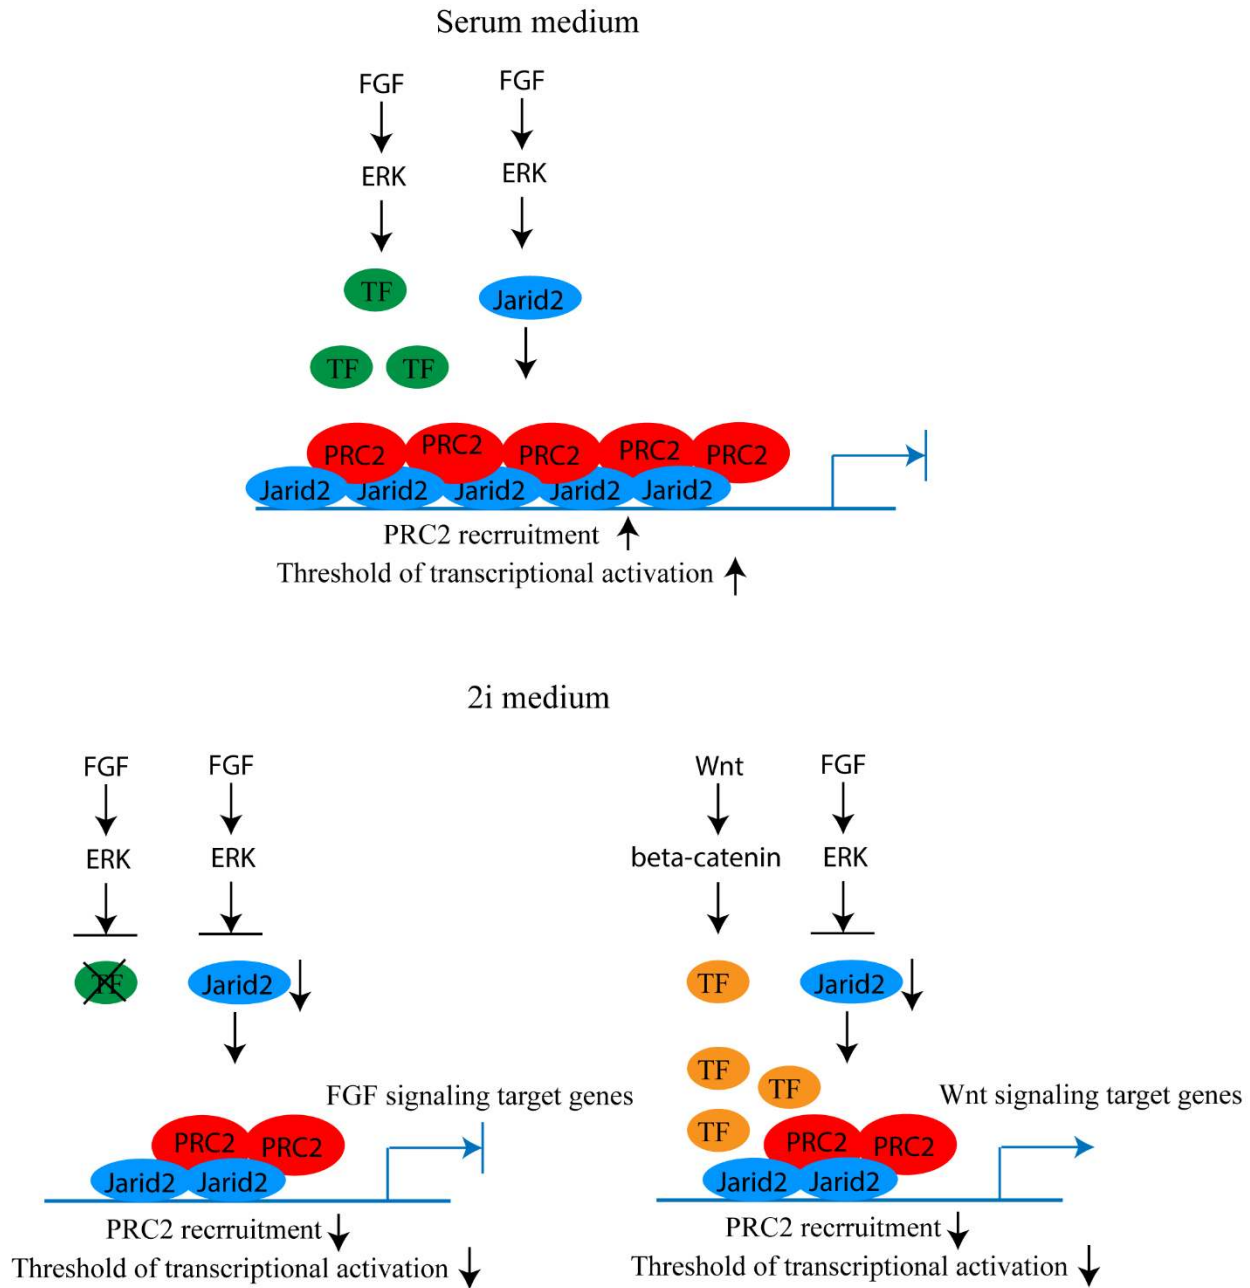 Serum medium
FGF FGF
ERK ERK
TF Jarid2
TF TF
PRC2 PRC2 PRC2 PRC2 PRC2
Jarid2 Jarid2 Jarid2 Jarid2 Jarid2
PRC2 recrruitment
Threshold of transcriptional activation
2i medium
FGF FGF
ERK ERK
TF Jarid2
FGF signaling target genes
PRC2 PRC2
Jarid2 Jarid2
PRC2 recrruitment
Threshold of transcriptional activation
Wnt FGF
beta-catenin ERK
TF Jarid2
TF TF
Wnt signaling target genes
TF PRC2 PRC2
Jarid2 Jarid2
PRC2 recrruitment
Threshold of transcriptional activation